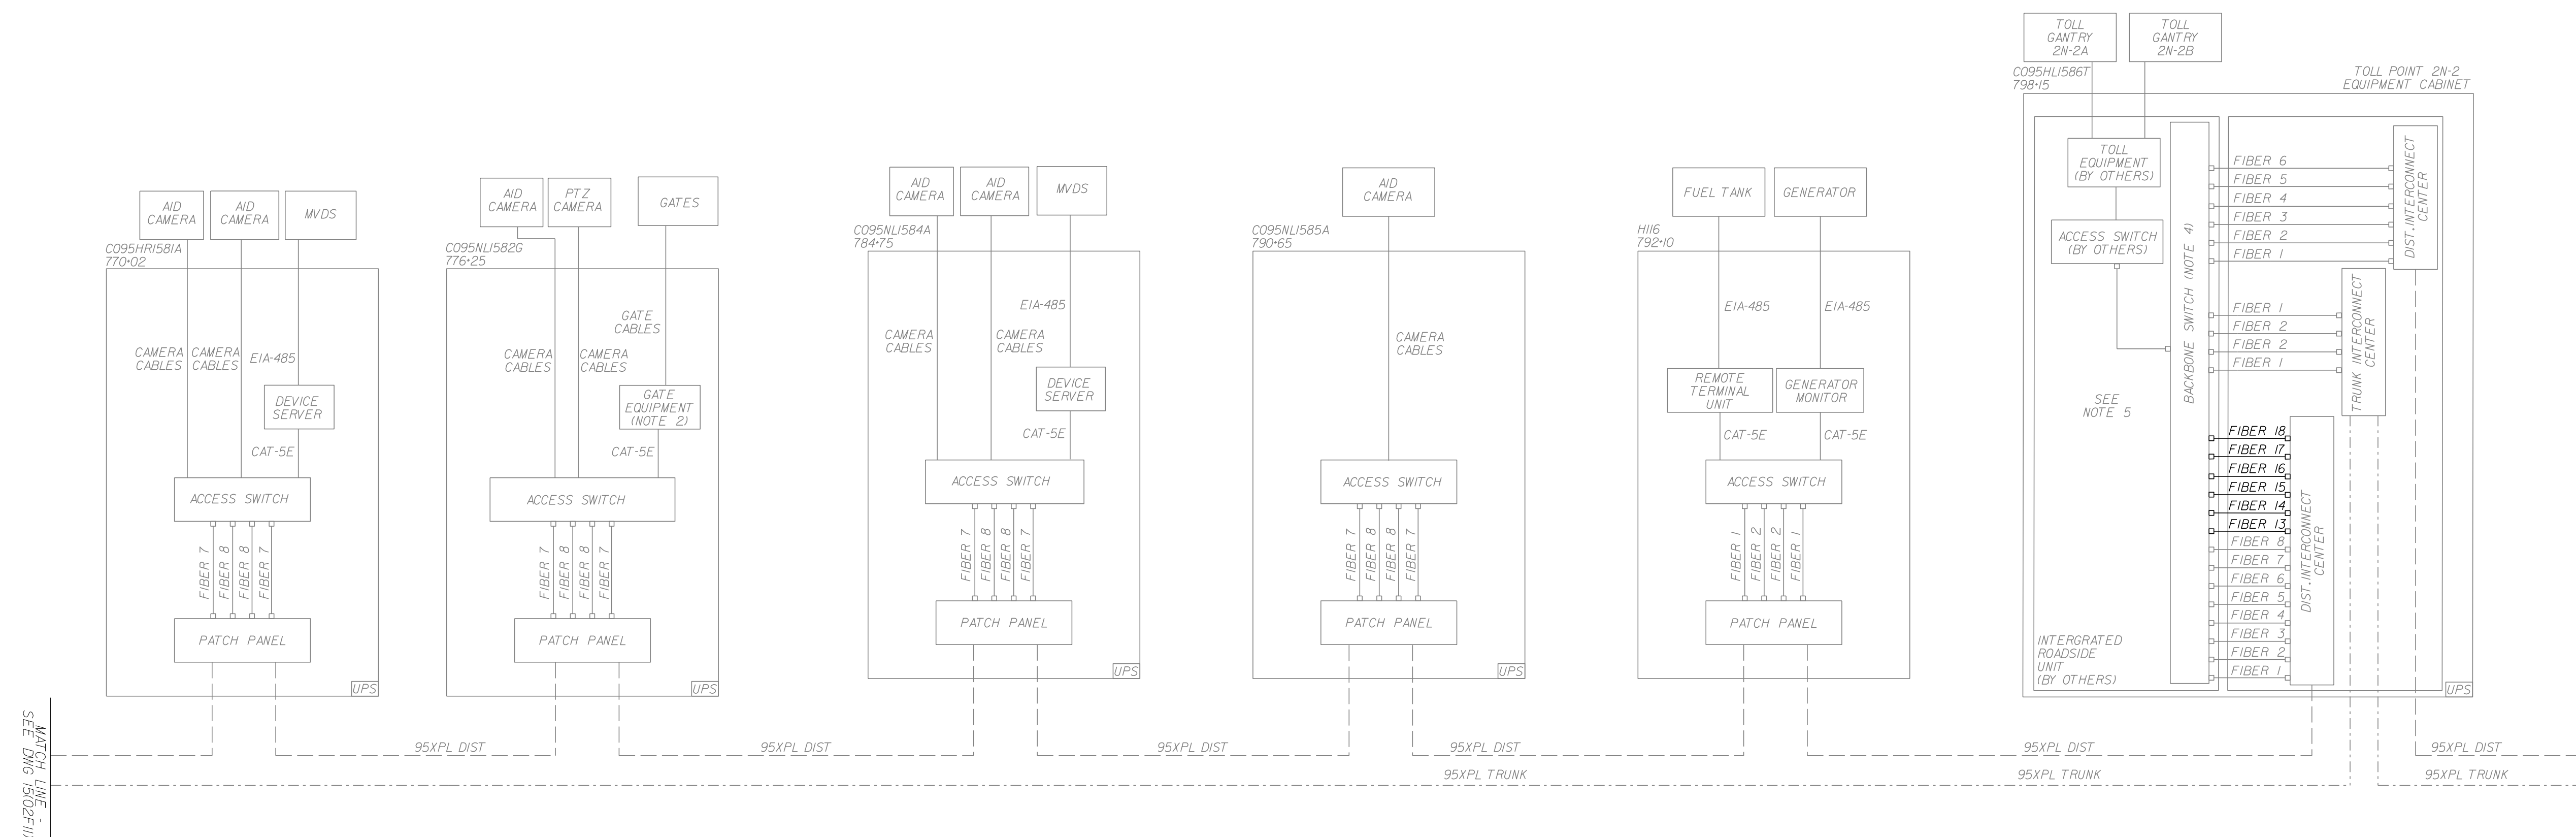 AID
CAMERA
AID
CAMERA
MVDS
C095HR1581A
770+02
CAMERA
CABLES
CAMERA
CABLES
EIA-485
DEVICE
SERVER
CAT-5E
ACCESS SWITCH
FIBER 7
FIBER 8
FIBER 8
FIBER 7
PATCH PANEL
UPS
AID
CAMERA
PTZ
CAMERA
GATES
C095NL1582G
776+25
GATE
CABLES
CAMERA
CABLES
CAMERA
CABLES
GATE
EQUIPMENT
(NOTE 2)
CAT-5E
ACCESS SWITCH
FIBER 7
FIBER 8
FIBER 8
FIBER 7
PATCH PANEL
UPS
AID
CAMERA
AID
CAMERA
MVDS
C095NL1584A
784+75
EIA-485
CAMERA
CABLES
CAMERA
CABLES
DEVICE
SERVER
CAT-5E
ACCESS SWITCH
FIBER 7
FIBER 8
FIBER 8
FIBER 7
PATCH PANEL
UPS
AID
CAMERA
C095NL1585A
790+65
CAMERA
CABLES
ACCESS SWITCH
FIBER 7
FIBER 8
FIBER 8
FIBER 7
PATCH PANEL
UPS
FUEL TANK
GENERATOR
H116
792+10
EIA-485
EIA-485
REMOTE
TERMINAL
UNIT
GENERATOR
MONITOR
CAT-5E
CAT-5E
ACCESS SWITCH
FIBER 1
FIBER 2
FIBER 2
FIBER 1
PATCH PANEL
TOLL
GANTRY
2N-2A
TOLL
GANTRY
2N-2B
C095HL1586T
798+15
TOLL POINT 2N-2
EQUIPMENT CABINET
TOLL
EQUIPMENT
(BY OTHERS)
ACCESS SWITCH
(BY OTHERS)
SEE
NOTE 5
INTERGRATED
ROADSIDE
UNIT
(BY OTHERS)
BACKBONE SWITCH (NOTE 4)
FIBER 6
FIBER 5
FIBER 4
FIBER 3
FIBER 2
FIBER 1
DIST.INTERCONNECT
CENTER
FIBER 1
FIBER 2
FIBER 2
FIBER 1
TRUNK INTERCONNECT
CENTER
FIBER 18
FIBER 17
FIBER 16
FIBER 15
FIBER 14
FIBER 13
FIBER 8
FIBER 7
FIBER 6
FIBER 5
FIBER 4
FIBER 3
FIBER 2
FIBER 1
DIST.INTERCONNECT
CENTER
UPS
MATCH LINE -
SEE DWG 15(02F11
95XPL DIST
95XPL DIST
95XPL DIST
95XPL DIST
95XPL DIST
95XPL DIST
95XPL TRUNK
95XPL TRUNK
95XPL TRUNK